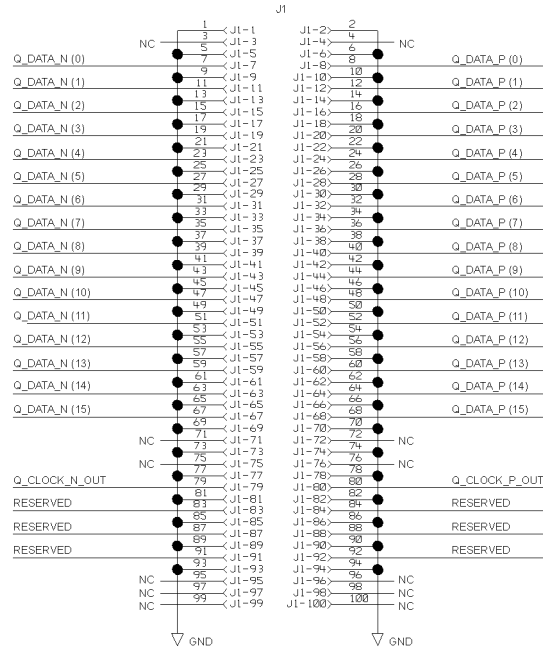 J1
1 J1-1 J1-2 2
NC 3 J1-3 J1-4 4 NC
5 J1-5 J1-6 6
Q_DATA_N (0) 7 J1-7 J1-8 8 Q_DATA_P (0)
9 J1-9 J1-10 10
Q_DATA_N (1) 11 J1-11 J1-12 12 Q_DATA_P (1)
13 J1-13 J1-14 14
Q_DATA_N (2) 15 J1-15 J1-16 16 Q_DATA_P (2)
17 J1-17 J1-18 18
Q_DATA_N (3) 19 J1-19 J1-20 20 Q_DATA_P (3)
21 J1-21 J1-22 22
Q_DATA_N (4) 23 J1-23 J1-24 24 Q_DATA_P (4)
25 J1-25 J1-26 26
Q_DATA_N (5) 27 J1-27 J1-28 28 Q_DATA_P (5)
29 J1-29 J1-30 30
Q_DATA_N (6) 31 J1-31 J1-32 32 Q_DATA_P (6)
33 J1-33 J1-34 34
Q_DATA_N (7) 35 J1-35 J1-36 36 Q_DATA_P (7)
37 J1-37 J1-38 38
Q_DATA_N (8) 39 J1-39 J1-40 40 Q_DATA_P (8)
41 J1-41 J1-42 42
Q_DATA_N (9) 43 J1-43 J1-44 44 Q_DATA_P (9)
45 J1-45 J1-46 46
Q_DATA_N (10) 47 J1-47 J1-48 48 Q_DATA_P (10)
49 J1-49 J1-50 50
Q_DATA_N (11) 51 J1-51 J1-52 52 Q_DATA_P (11)
53 J1-53 J1-54 54
Q_DATA_N (12) 55 J1-55 J1-56 56 Q_DATA_P (12)
57 J1-57 J1-58 58
Q_DATA_N (13) 59 J1-59 J1-60 60 Q_DATA_P (13)
61 J1-61 J1-62 62
Q_DATA_N (14) 63 J1-63 J1-64 64 Q_DATA_P (14)
65 J1-65 J1-66 66
Q_DATA_N (15) 67 J1-67 J1-68 68 Q_DATA_P (15)
69 J1-69 J1-70 70
NC 71 J1-71 J1-72 72 NC
73 J1-73 J1-74 74
NC 75 J1-75 J1-76 76 NC
77 J1-77 J1-78 78
Q_CLOCK_N_OUT 79 J1-79 J1-80 80 Q_CLOCK_P_OUT
81 J1-81 J1-82 82
RESERVED 83 J1-83 J1-84 84 RESERVED
85 J1-85 J1-86 86
RESERVED 87 J1-87 J1-88 88 RESERVED
89 J1-89 J1-90 90
RESERVED 91 J1-91 J1-92 92 RESERVED
93 J1-93 J1-94 94
NC 95 J1-95 J1-96 96 NC
NC 97 J1-97 J1-98 98 NC
NC 99 J1-99 J1-100 100 NC
GND GND